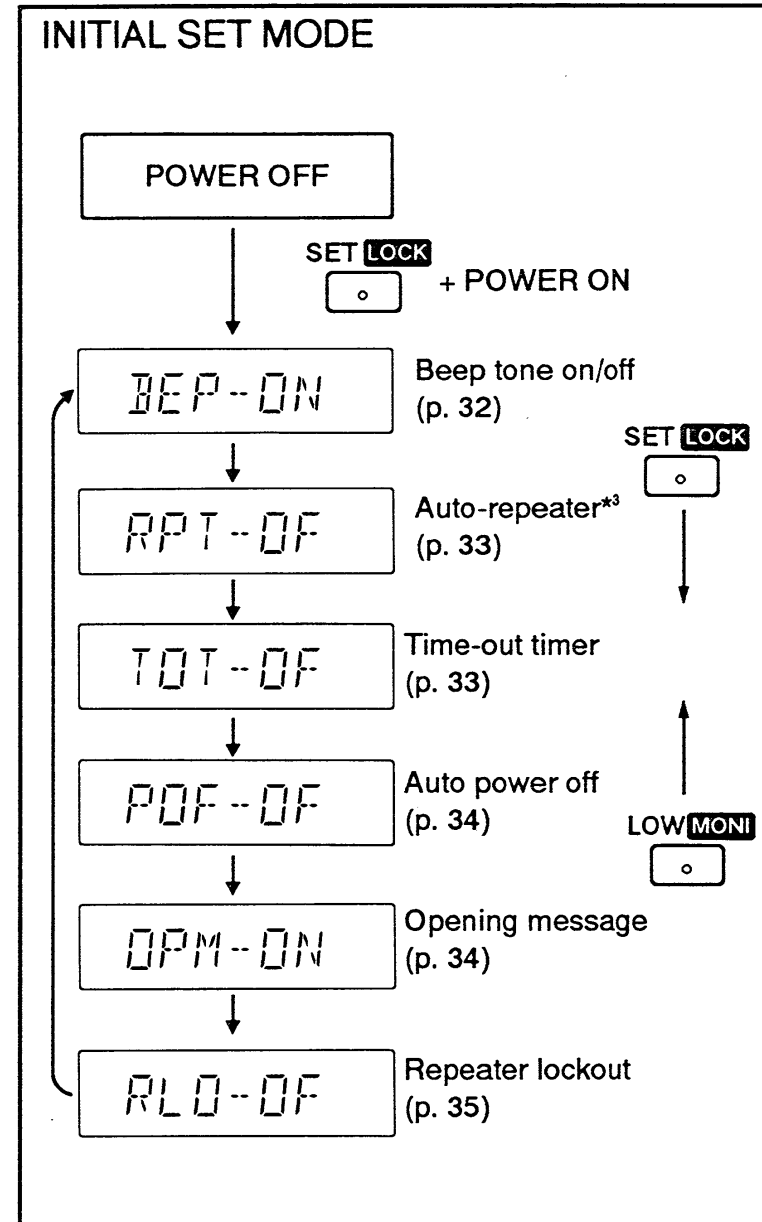 INITIAL SET MODE
POWER OFF
SET LOCK
+ POWER ON
BEP-ON
Beep tone on/off
(p. 32)
SET LOCK
RPT-OF
Auto-repeater*3
(p. 33)
TOT-OF
Time-out timer
(p. 33)
POF-OF
Auto power off
(p. 34)
LOW MONI
OPM-ON
Opening message
(p. 34)
RLO-OF
Repeater lockout
(p. 35)